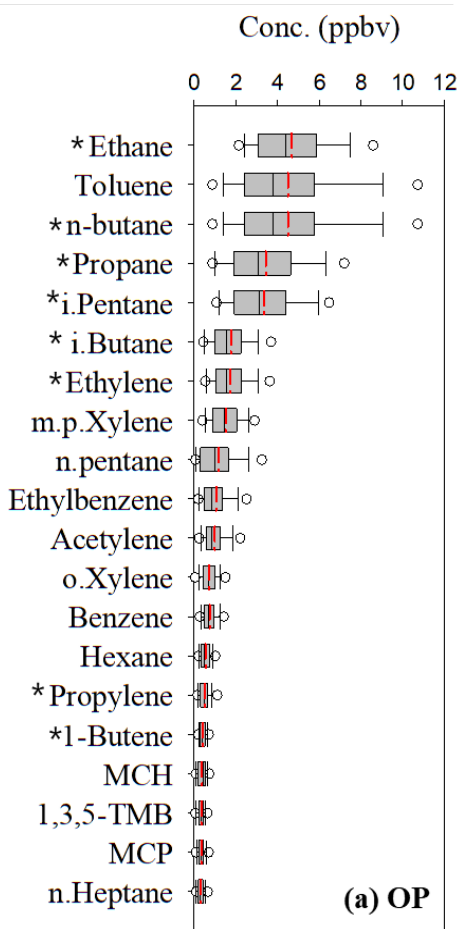 Conc. (ppbv)
0 2 4 6 8 10 12
*Ethane
Toluene
*n-butane
*Propane
*i.Pentane
* i.Butane
*Ethylene
m.p.Xylene
n.pentane
Ethylbenzene
Acetylene
o.Xylene
Benzene
Hexane
*Propylene
*1-Butene
MCH
1,3,5-TMB
MCP
n.Heptane
(a) OP